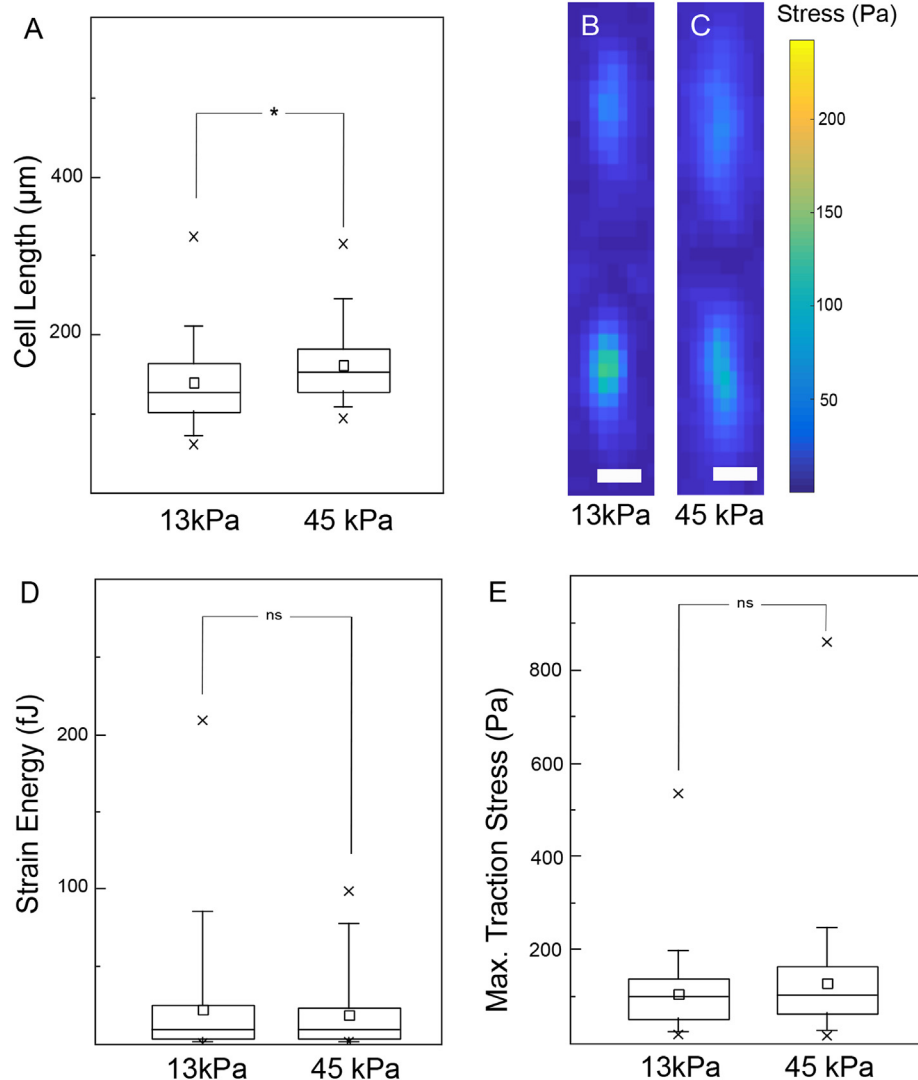 A
Cell Length (µm)
400
200
*
13kPa
45 kPa
B
C
Stress (Pa)
200
150
100
50
13kPa
45 kPa
D
Strain Energy (fJ)
200
100
ns
13kPa
45 kPa
E
Max. Traction Stress (Pa)
800
600
400
200
ns
13kPa
45 kPa